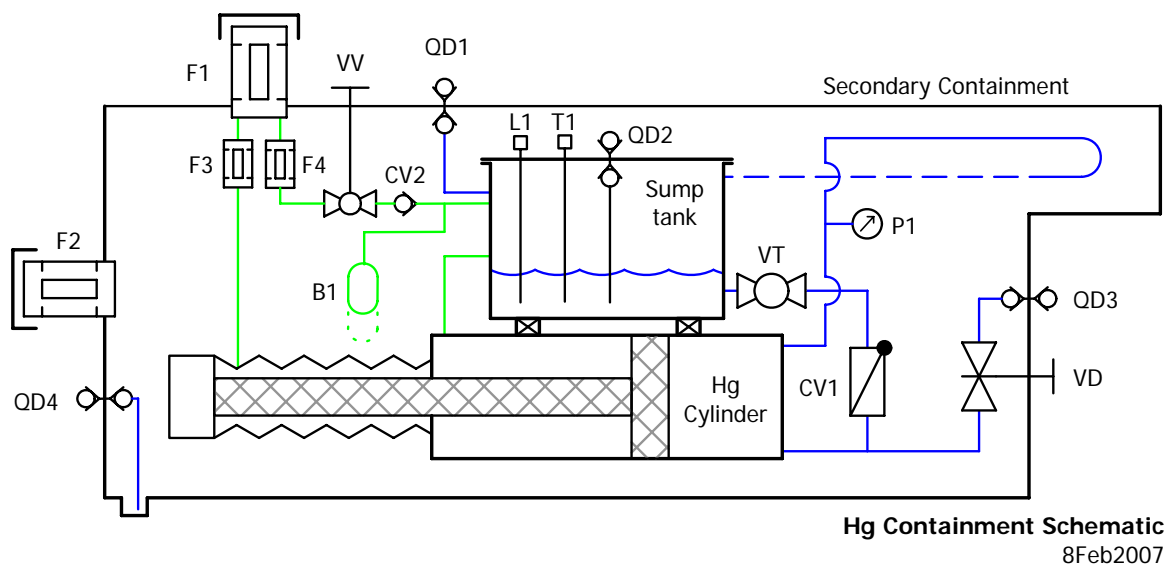 QD1
F1
VV
Secondary Containment
L1
T1
QD2
F3
F4
CV2
Sump
tank
F2
P1
VT
B1
QD3
QD4
Hg
Cylinder
CV1
VD
Hg Containment Schematic
8Feb2007